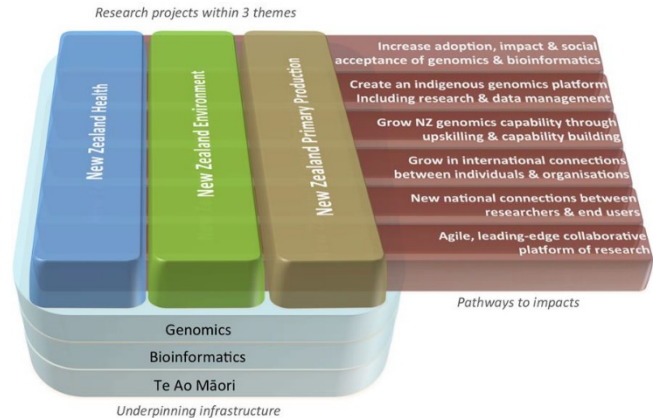 Research projects within 3 themes
New Zealand Health
New Zealand Environment
New Zealand Primary Production
Increase adoption, impact & social
acceptance of genomics & bioinformatics
Create an indigenous genomics platform
Including research & data management
Grow NZ genomics capability through
upskilling & capability building
Grow in international connections
between individuals & organisations
New national connections between
researchers & end users
Agile, leading-edge collaborative
platform of research
Pathways to impacts
Genomics
Bioinformatics
Te Ao Māori
Underpinning infrastructure